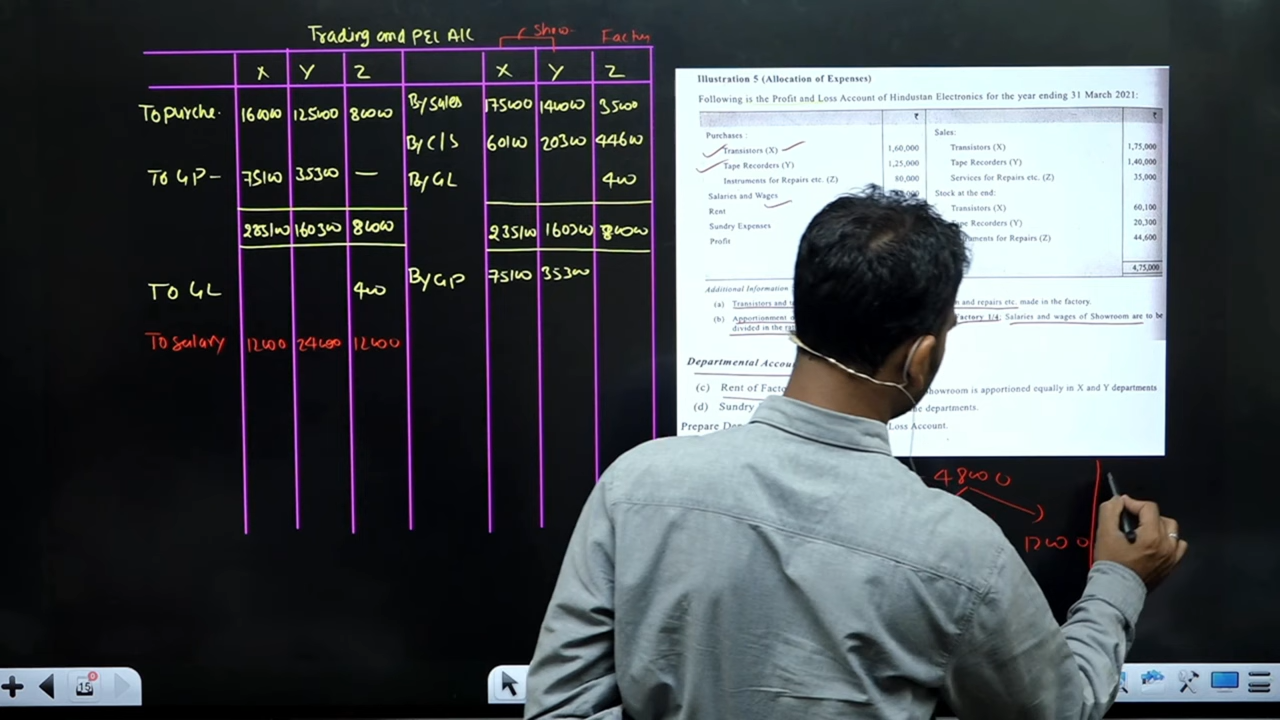 Trading and P&L A/C
Show
Factory
X Y Z X Y Z
To purche. 160000 125000 80000 By Sales 175000 140000 35000
By C/S 60100 20300 44600
To GP - 75100 35300 — By GL 400
235100 160300 80000 235100 160300 80000
To GL 400 By GP 75100 35300
To Salary 12000 24000 12000
Illustration 5 (Allocation of Expenses)
Following is the Profit and Loss Account of Hindustan Electronics for the year ending 31 March 2021:
₹ ₹
Purchases : Sales:
Transistors (X) 1,60,000 Transistors (X) 1,75,000
Tape Recorders (Y) 1,25,000 Tape Recorders (Y) 1,40,000
Instruments for Repairs etc. (Z) 80,000 Services for Repairs etc. (Z) 35,000
Salaries and Wages Stock at the end:
Rent Transistors (X) 60,100
Sundry Expenses Recorders (Y) 20,300
Profit for Repairs (Z) 44,600
4,75,000
Additional Information
(a) Transistors and and repairs etc. made in the factory.
(b) Apportionment Factory 1/4; Salaries and wages of Showroom are to be
divided in the
Departmental
(c) Rent of howroom is apportioned equally in X and Y departments
(d) Sundry departments.
Prepare Loss Account.
48000
12000
15